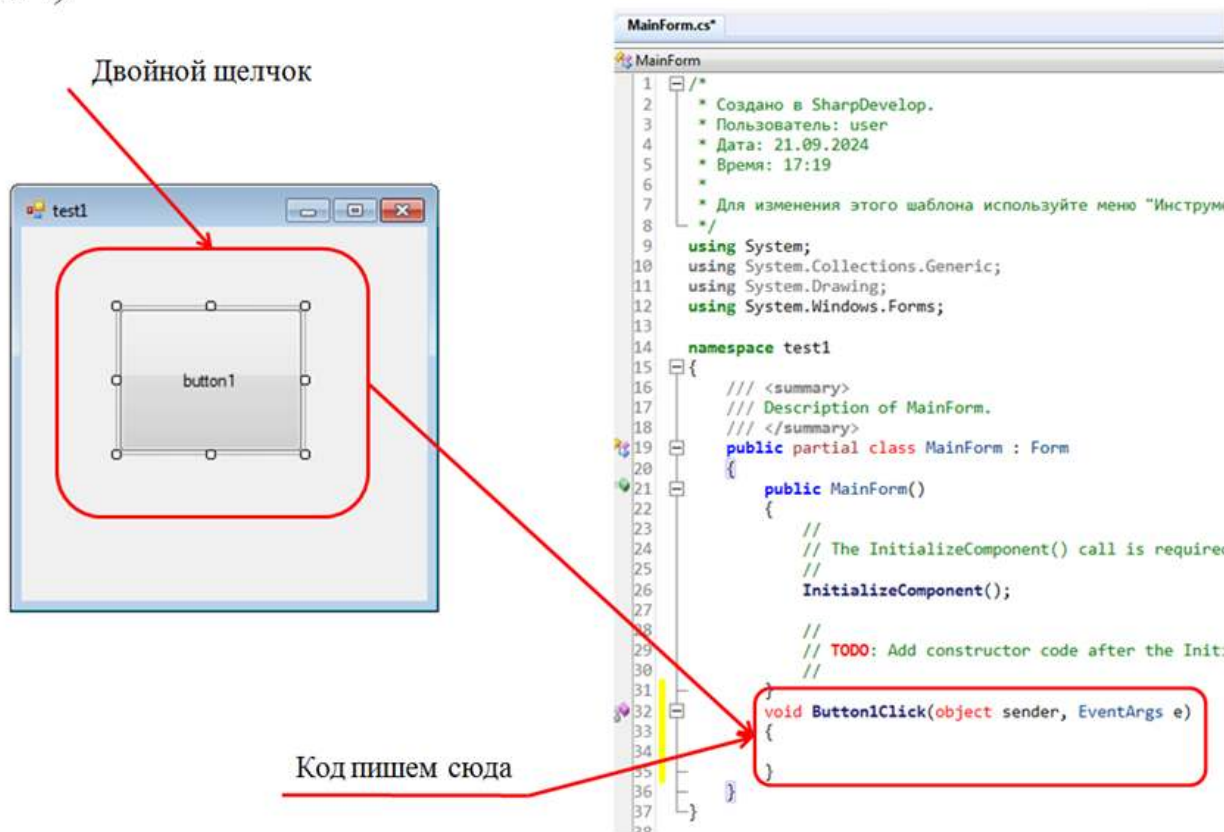 Двойной щелчок
test1
button1
Код пишем сюда
MainForm.cs*
MainForm
1 /*
2 * Создано в SharpDevelop.
3 * Пользователь: user
4 * Дата: 21.09.2024
5 * Время: 17:19
6 *
7 * Для изменения этого шаблона используйте меню "Инструме
8 */
9 using System;
10 using System.Collections.Generic;
11 using System.Drawing;
12 using System.Windows.Forms;
13
14 namespace test1
15 {
16 /// <summary>
17 /// Description of MainForm.
18 /// </summary>
19 public partial class MainForm : Form
20 {
21 public MainForm()
22 {
23 //
24 // The InitializeComponent() call is required
25 //
26 InitializeComponent();
27
28 //
29 // TODO: Add constructor code after the Initi
30 //
31 }
32 void Button1Click(object sender, EventArgs e)
33 {
34
35 }
36 }
37 }
38